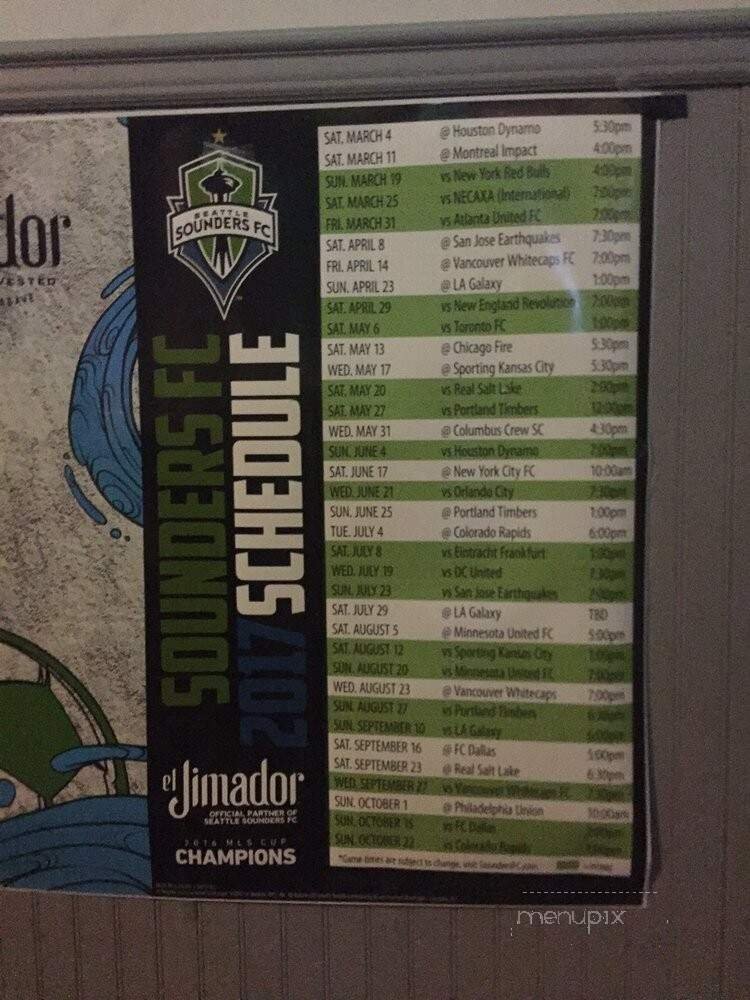 dor
VESTED
SEATTLE
SOUNDERS FC
SOUNDERS FC
2017 SCHEDULE
SAT. MARCH 4 @ Houston Dynamo 5:30pm
SAT. MARCH 11 @ Montreal Impact 4:00pm
SUN. MARCH 19 vs New York Red Bulls 4:00pm
SAT. MARCH 25 vs NECAXA (International) 7:00pm
FRI. MARCH 31 vs Atlanta United FC 7:00pm
SAT. APRIL 8 @ San Jose Earthquakes 7:30pm
FRI. APRIL 14 @ Vancouver Whitecaps FC 7:00pm
SUN. APRIL 23 @ LA Galaxy 1:00pm
SAT. APRIL 29 vs New England Revolution 7:00pm
SAT. MAY 6 vs Toronto FC 1:00pm
SAT. MAY 13 @ Chicago Fire 5:30pm
WED. MAY 17 @ Sporting Kansas City 5:30pm
SAT. MAY 20 vs Real Salt Lake 2:00pm
SAT. MAY 27 vs Portland Timbers 12:00pm
WED. MAY 31 @ Columbus Crew SC 4:30pm
SUN. JUNE 4 vs Houston Dynamo 7:00pm
SAT. JUNE 17 @ New York City FC 10:00am
WED. JUNE 21 vs Orlando City 7:30pm
SUN. JUNE 25 @ Portland Timbers 1:00pm
TUE. JULY 4 @ Colorado Rapids 6:00pm
SAT. JULY 8 vs Eintracht Frankfurt 1:00pm
WED. JULY 19 vs DC United 7:30pm
SUN. JULY 23 vs San Jose Earthquakes
SAT. JULY 29 @ LA Galaxy TBD
SAT. AUGUST 5 @ Minnesota United FC 5:00pm
SAT. AUGUST 12 vs Sporting Kansas City 1:00pm
SUN. AUGUST 20 vs Minnesota United FC 7:00pm
WED. AUGUST 23 @ Vancouver Whitecaps 7:00pm
SUN. AUGUST 27 vs Portland Timbers
SUN. SEPTEMBER 10 vs LA Galaxy
SAT. SEPTEMBER 16 @ FC Dallas 5:00pm
SAT. SEPTEMBER 23 @ Real Salt Lake 6:30pm
WED. SEPTEMBER 27 vs Vancouver Whitecaps FC 7:30pm
SUN. OCTOBER 1 @ Philadelphia Union 10:00am
SUN. OCTOBER 15 vs FC Dallas
SUN. OCTOBER 22 vs Colorado Rapids
*Game times are subject to change, visit SoundersFC.com
el Jimador
OFFICIAL PARTNER OF
SEATTLE SOUNDERS FC
2016 MLS CUP
CHAMPIONS
menupix